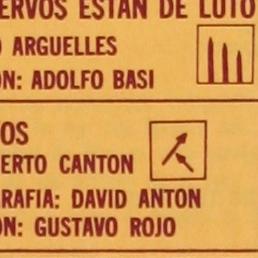 ERVOS ESTAN DE LUTO
O ARGUELLES
ON: ADOLFO BASI
OS
ERTO CANTON
RAFIA: DAVID ANTON
ON: GUSTAVO ROJO